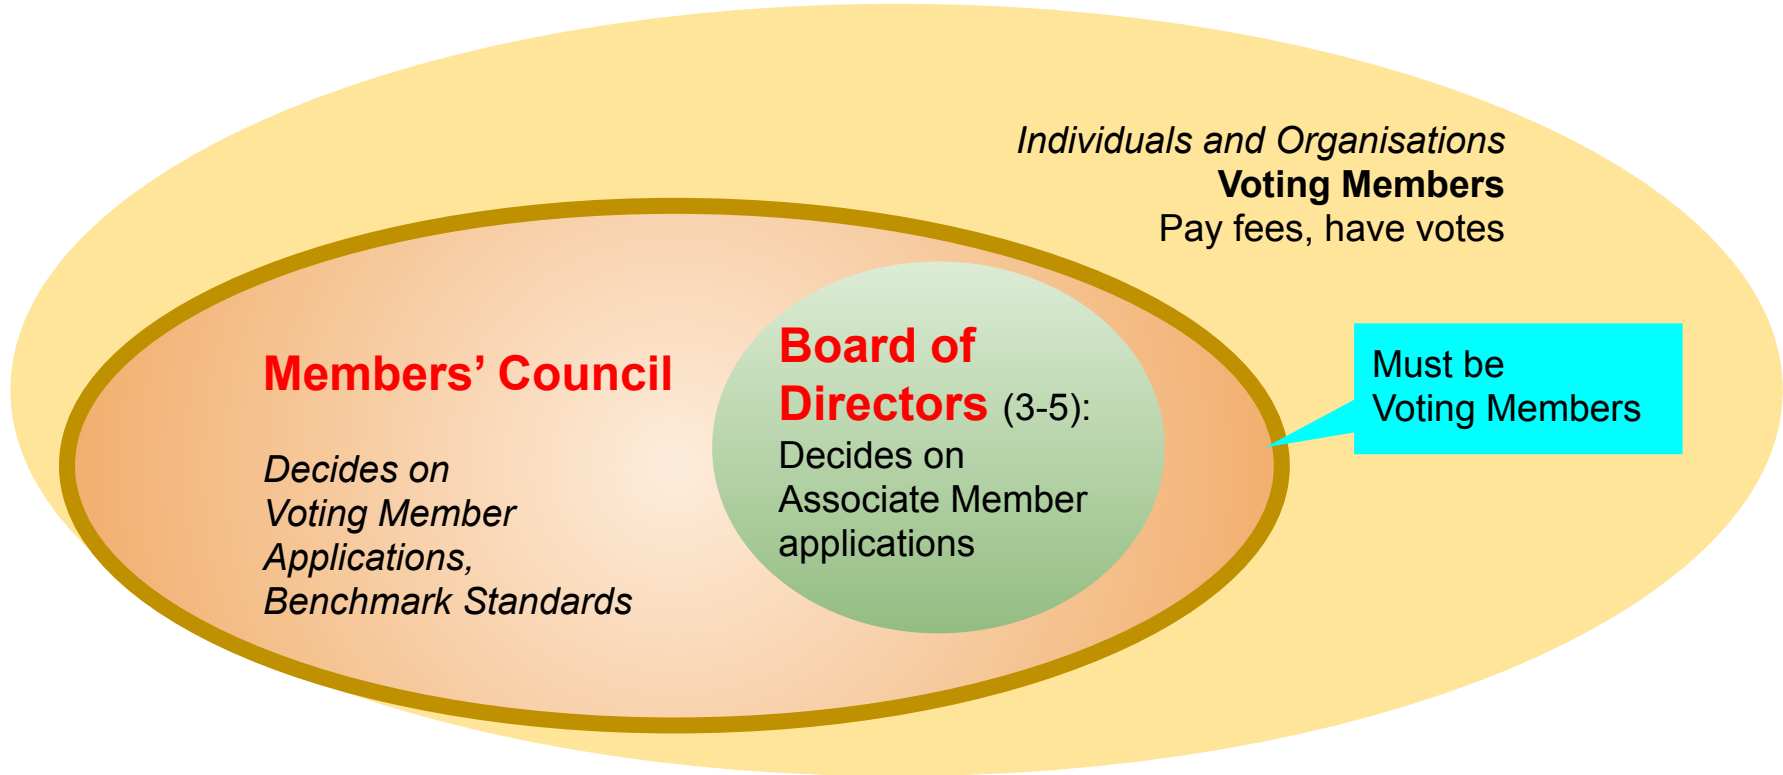 Individuals and Organisations
Voting Members
Pay fees, have votes
Members’ Council
Decides on
Voting Member
Applications,
Benchmark Standards
Board of
Directors (3-5):
Decides on
Associate Member
applications
Must be
Voting Members